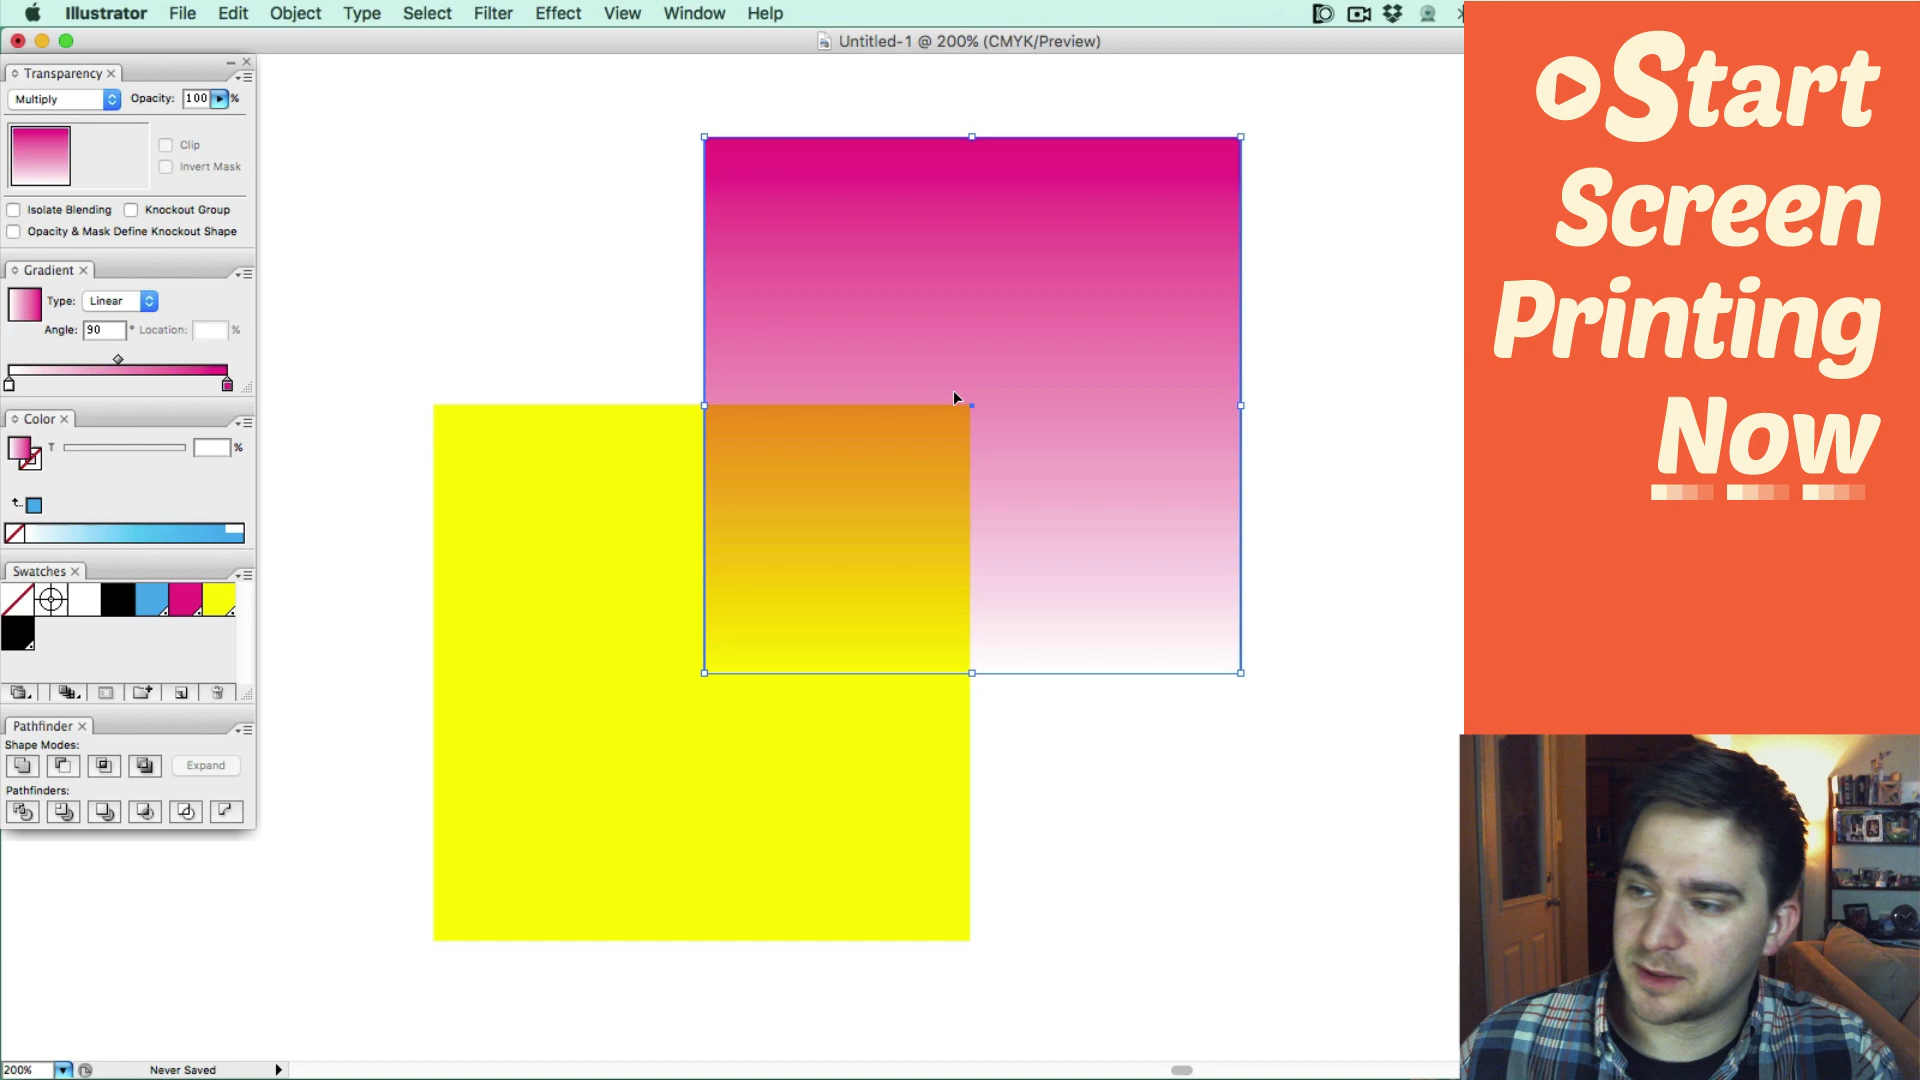 Illustrator File Edit Object Type Select Filter Effect View Window Help
Untitled-1 @ 200% (CMYK/Preview)
Transparency
Multiply Opacity: 100 %
Clip
Invert Mask
Isolate Blending Knockout Group
Opacity & Mask Define Knockout Shape
Gradient
Type: Linear
Angle: 90 ° Location: %
Color
T %
Swatches
Pathfinder
Shape Modes:
Expand
Pathfinders:
200% Never Saved
Start
Screen
Printing
Now